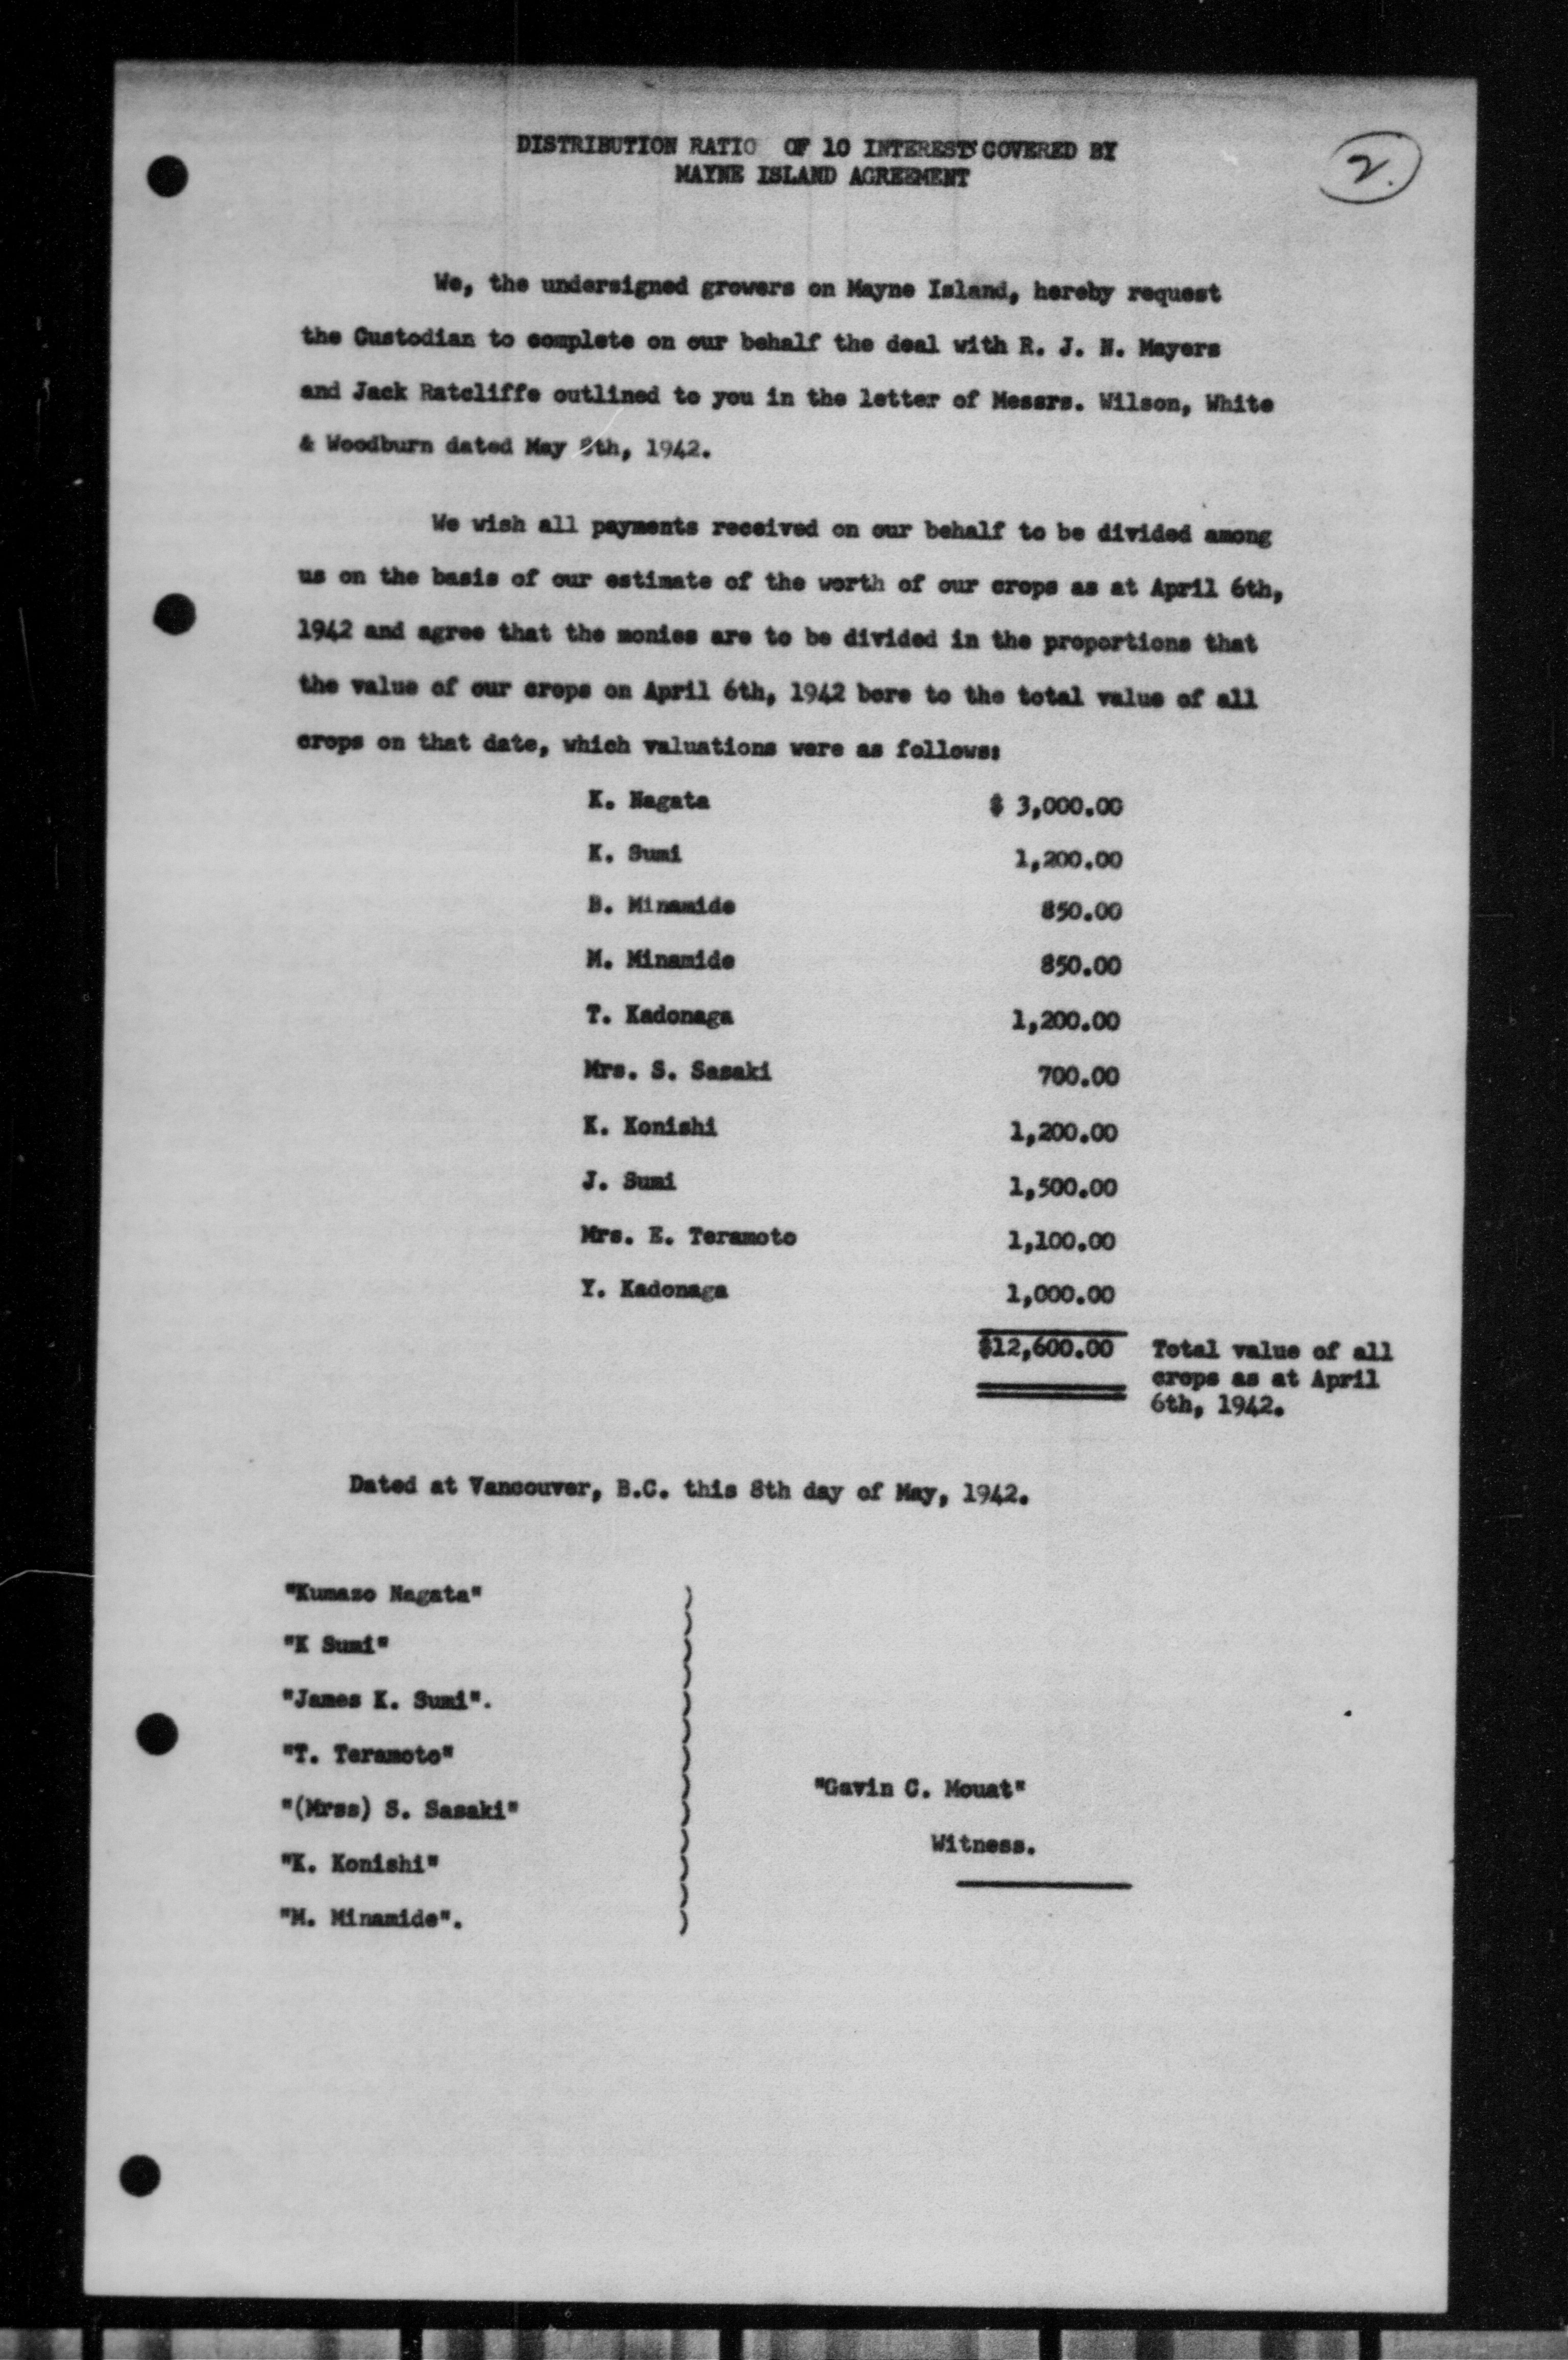 DISTRIBUTION RATIO OF 10 INTERESTS COVERED BY
MAYNE ISLAND AGREEMENT
2.
We, the undersigned growers on Mayne Island, hereby request
the Custodian to complete on our behalf the deal with R. J. N. Mayers
and Jack Ratcliffe outlined to you in the letter of Messrs. Wilson, White
& Woodburn dated May 8th, 1942.
We wish all payments received on our behalf to be divided among
us on the basis of our estimate of the worth of our crops as at April 6th,
1942 and agree that the monies are to be divided in the proportions that
the value of our crops on April 6th, 1942 bore to the total value of all
crops on that date, which valuations were as follows:
K. Nagata $ 3,000.00
K. Sumi 1,200.00
B. Minamide 850.00
M. Minamide 850.00
T. Kadonaga 1,200.00
Mrs. S. Sasaki 700.00
K. Konishi 1,200.00
J. Sumi 1,500.00
Mrs. E. Teramoto 1,100.00
Y. Kadonaga 1,000.00
$12,600.00 Total value of all
crops as at April
6th, 1942.
Dated at Vancouver, B.C. this 8th day of May, 1942.
"Kumazo Nagata"
"K Sumi"
"James K. Sumi".
"T. Teramoto"
"(Mrss) S. Sasaki"
"K. Konishi"
"M. Minamide".
"Gavin C. Mouat"
Witness.